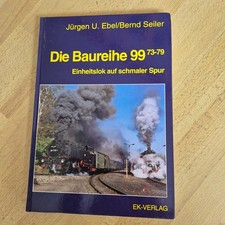 Jürgen U. Ebel/Bernd Seiler
Die Baureihe 99 73-79
Einheitslok auf schmaler Spur
EK-VERLAG